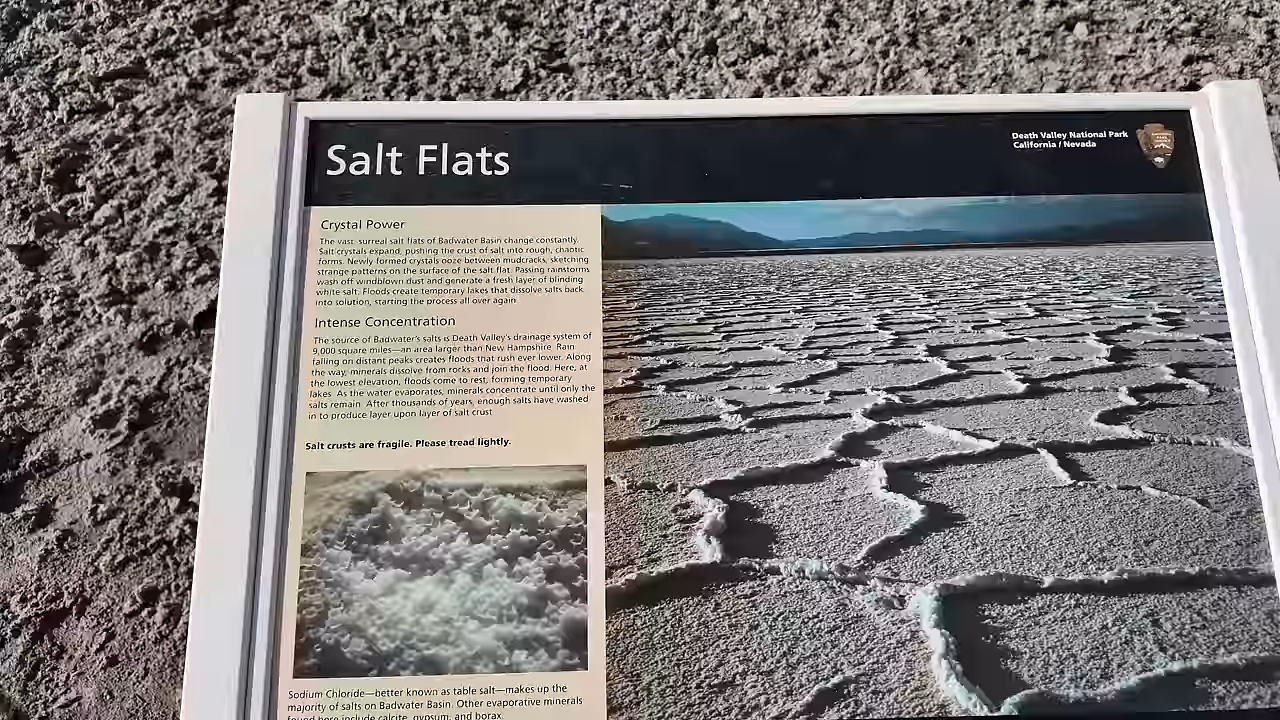 Salt Flats
Death Valley National Park
California / Nevada
Crystal Power
The vast, surreal salt flats of Badwater Basin change constantly.
Salt crystals expand, pushing the crust of salt into rough, chaotic
forms. Newly formed crystals ooze between mudcracks, sketching
strange patterns on the surface of the salt flat. Passing rainstorms
wash off windblown dust and generate a fresh layer of blinding
white salt. Floods create temporary lakes that dissolve salts back
into solution, starting the process all over again.
Intense Concentration
The source of Badwater's salts is Death Valley's drainage system of
9,000 square miles—an area larger than New Hampshire. Rain
falling on distant peaks creates floods that rush ever lower. Along
the way, minerals dissolve from rocks and join the flood. Here, at
the lowest elevation, floods come to rest, forming temporary
lakes. As the water evaporates, minerals concentrate until only the
salts remain. After thousands of years, enough salts have washed
in to produce layer upon layer of salt crust.
Salt crusts are fragile. Please tread lightly.
Sodium Chloride—better known as table salt—makes up the
majority of salts on Badwater Basin. Other evaporative minerals
found here include calcite, gypsum, and borax.